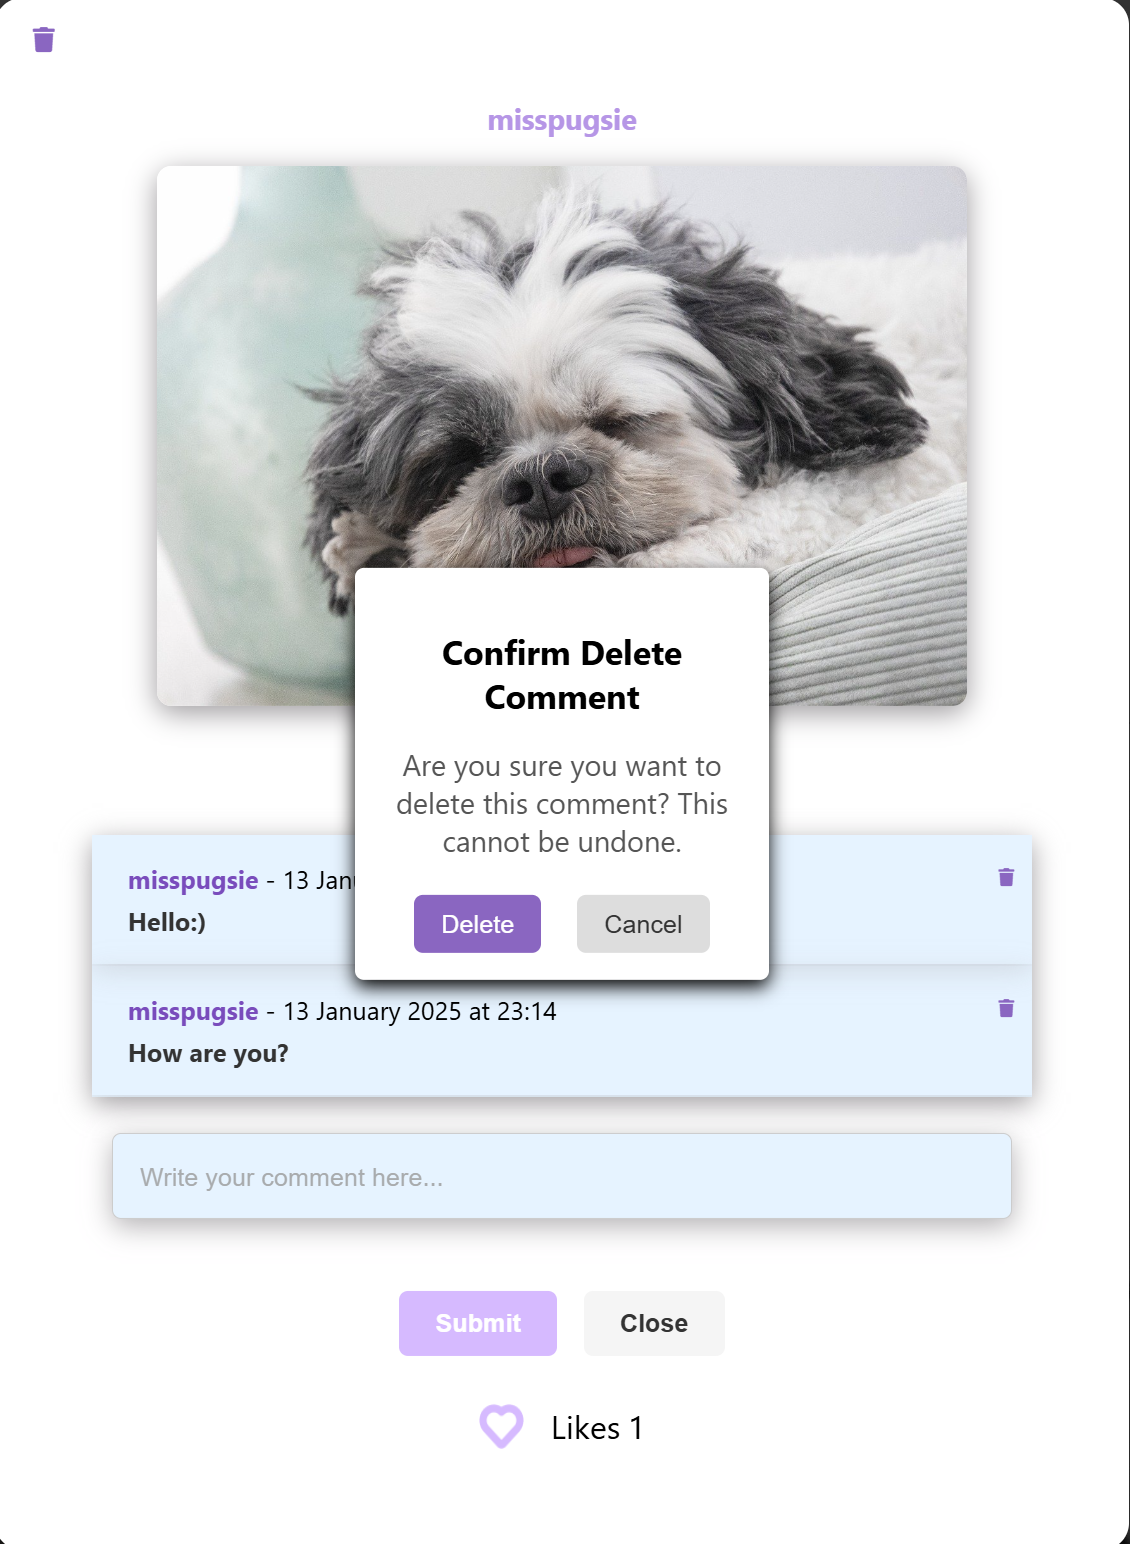 misspugsie
Confirm Delete
Comment
Are you sure you want to
delete this comment? This
cannot be undone.
Delete Cancel
misspugsie - 13 Jan
Hello:)
misspugsie - 13 January 2025 at 23:14
How are you?
Write your comment here...
Submit Close
Likes 1